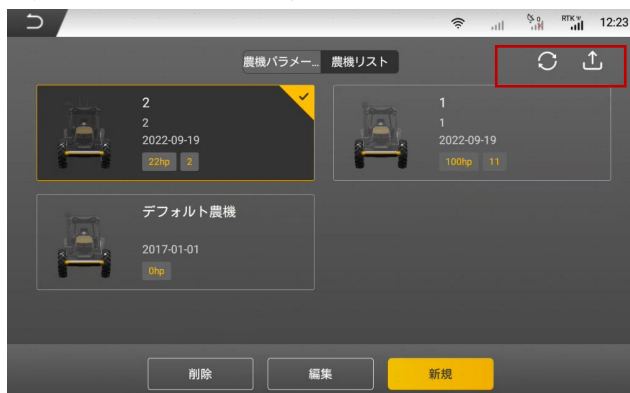 RTK 12:23
農機パラメー... 農機リスト
2
2
2022-09-19
22hp 2
1
1
2022-09-19
100hp 11
デフォルト農機
2017-01-01
0hp
削除 編集 新規